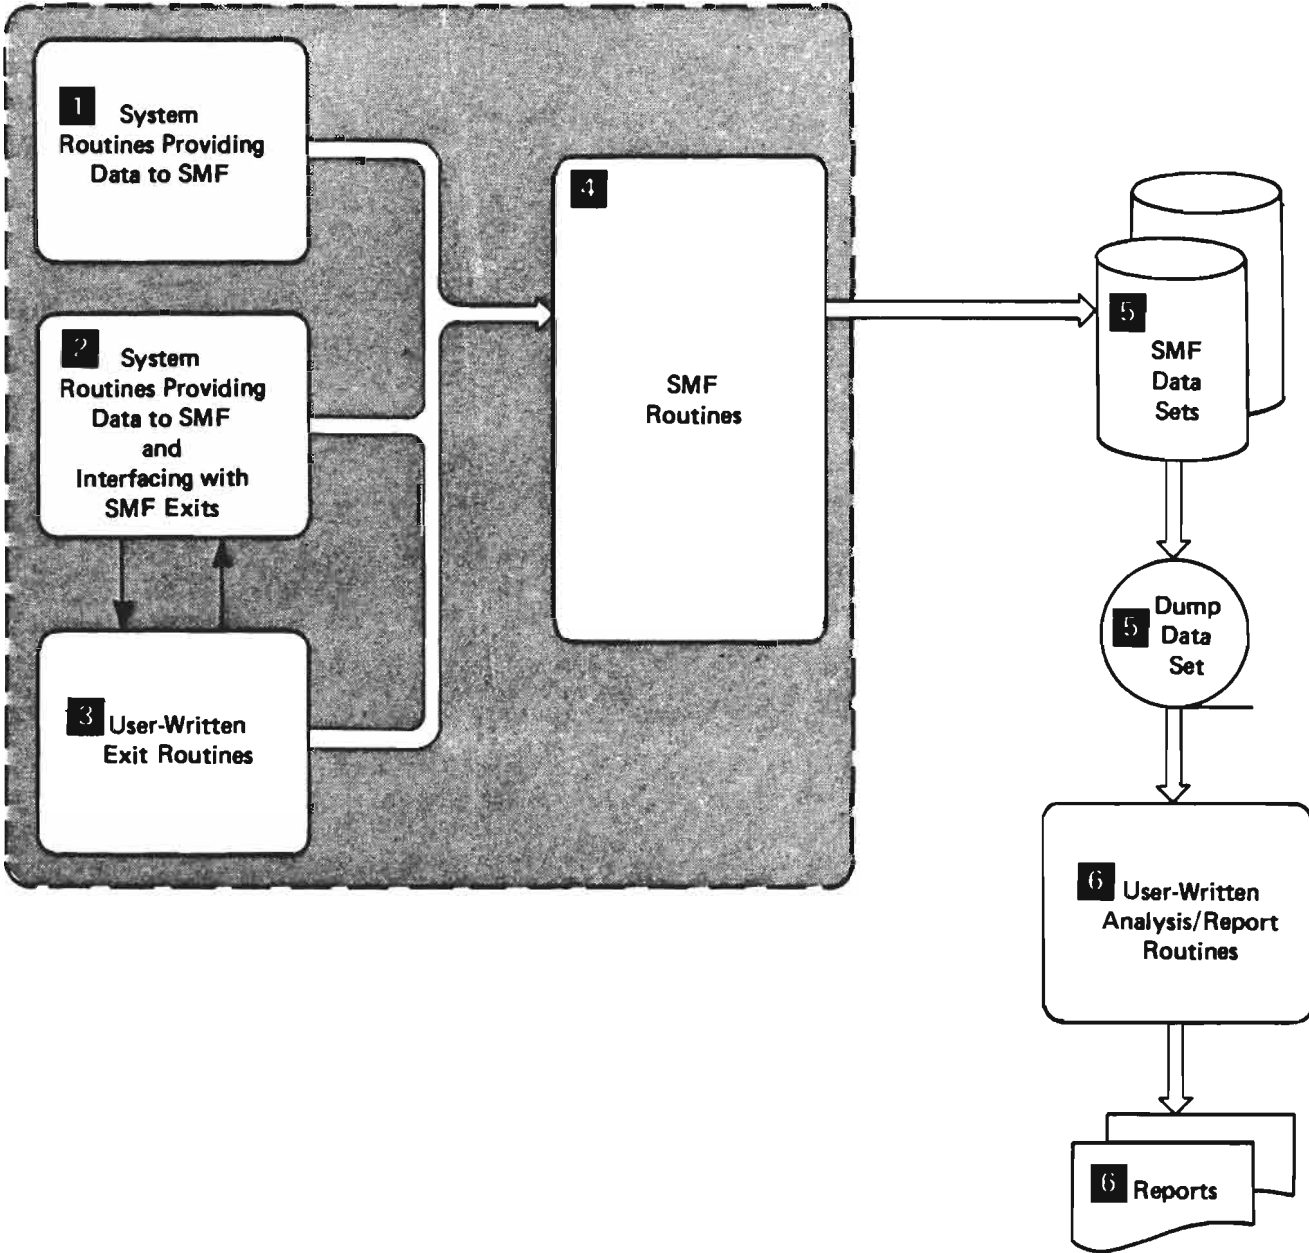 1 System
Routines Providing
Data to SMF
2 System
Routines Providing
Data to SMF
and
Interfacing with
SMF Exits
3 User-Written
Exit Routines
4
SMF
Routines
5
SMF
Data
Sets
Dump
5 Data
Set
6 User-Written
Analysis/Report
Routines
6 Reports